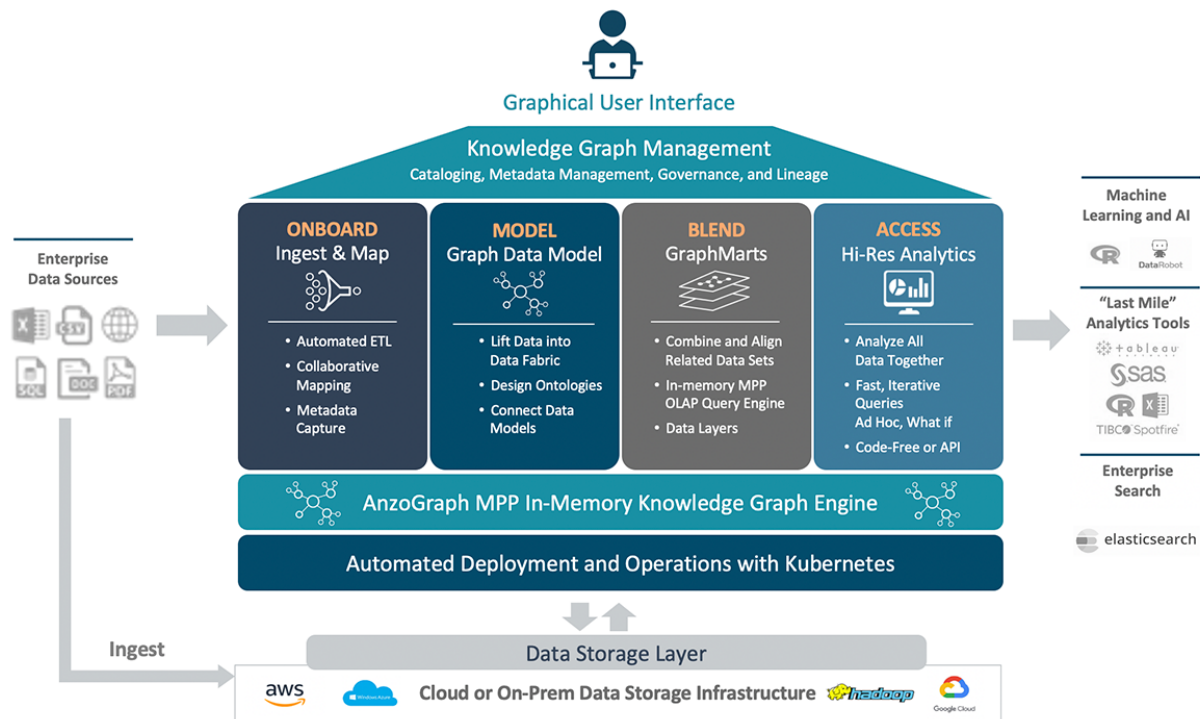 Graphical User Interface
Knowledge Graph Management
Cataloging, Metadata Management, Governance, and Lineage
Enterprise
Data Sources
CSV
SQL
DOC
PDF
Ingest
ONBOARD
Ingest & Map
• Automated ETL
• Collaborative
Mapping
• Metadata
Capture
MODEL
Graph Data Model
• Lift Data into
Data Fabric
• Design Ontologies
• Connect Data
Models
BLEND
GraphMarts
• Combine and Align
Related Data Sets
• In-memory MPP
OLAP Query Engine
• Data Layers
ACCESS
Hi-Res Analytics
• Analyze All
Data Together
• Fast, Iterative
Queries
Ad Hoc, What if
• Code-Free or API
AnzoGraph MPP In-Memory Knowledge Graph Engine
Automated Deployment and Operations with Kubernetes
Data Storage Layer
aws
Windows Azure
Cloud or On-Prem Data Storage Infrastructure
hadoop
Google Cloud
Machine
Learning and AI
R
DataRobot
“Last Mile”
Analytics Tools
tableau
sas
R
X
TIBCO Spotfire
Enterprise
Search
elasticsearch